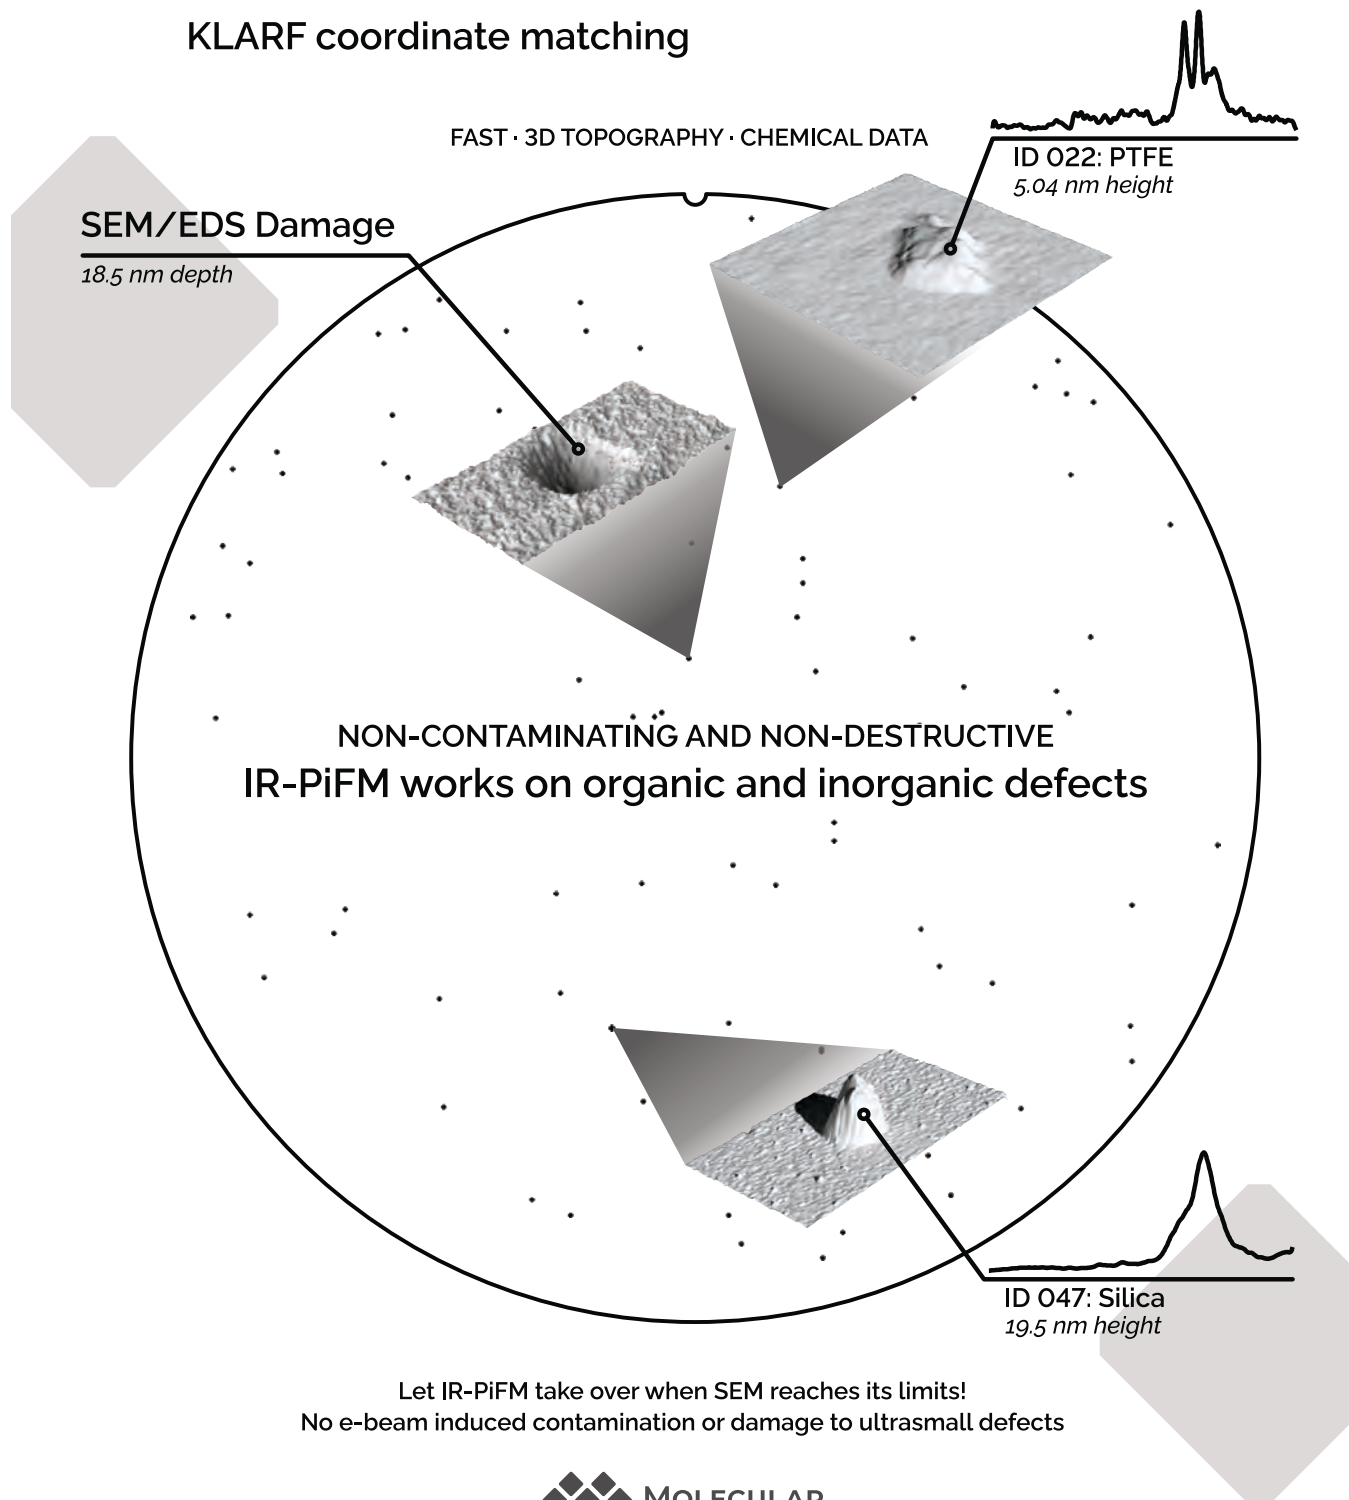 KLARF coordinate matching
FAST · 3D TOPOGRAPHY · CHEMICAL DATA
ID 022: PTFE
5.04 nm height
SEM/EDS Damage
18.5 nm depth
NON-CONTAMINATING AND NON-DESTRUCTIVE
IR-PiFM works on organic and inorganic defects
ID 047: Silica
19.5 nm height
Let IR-PiFM take over when SEM reaches its limits!
No e-beam induced contamination or damage to ultrasmall defects
MOLECULAR